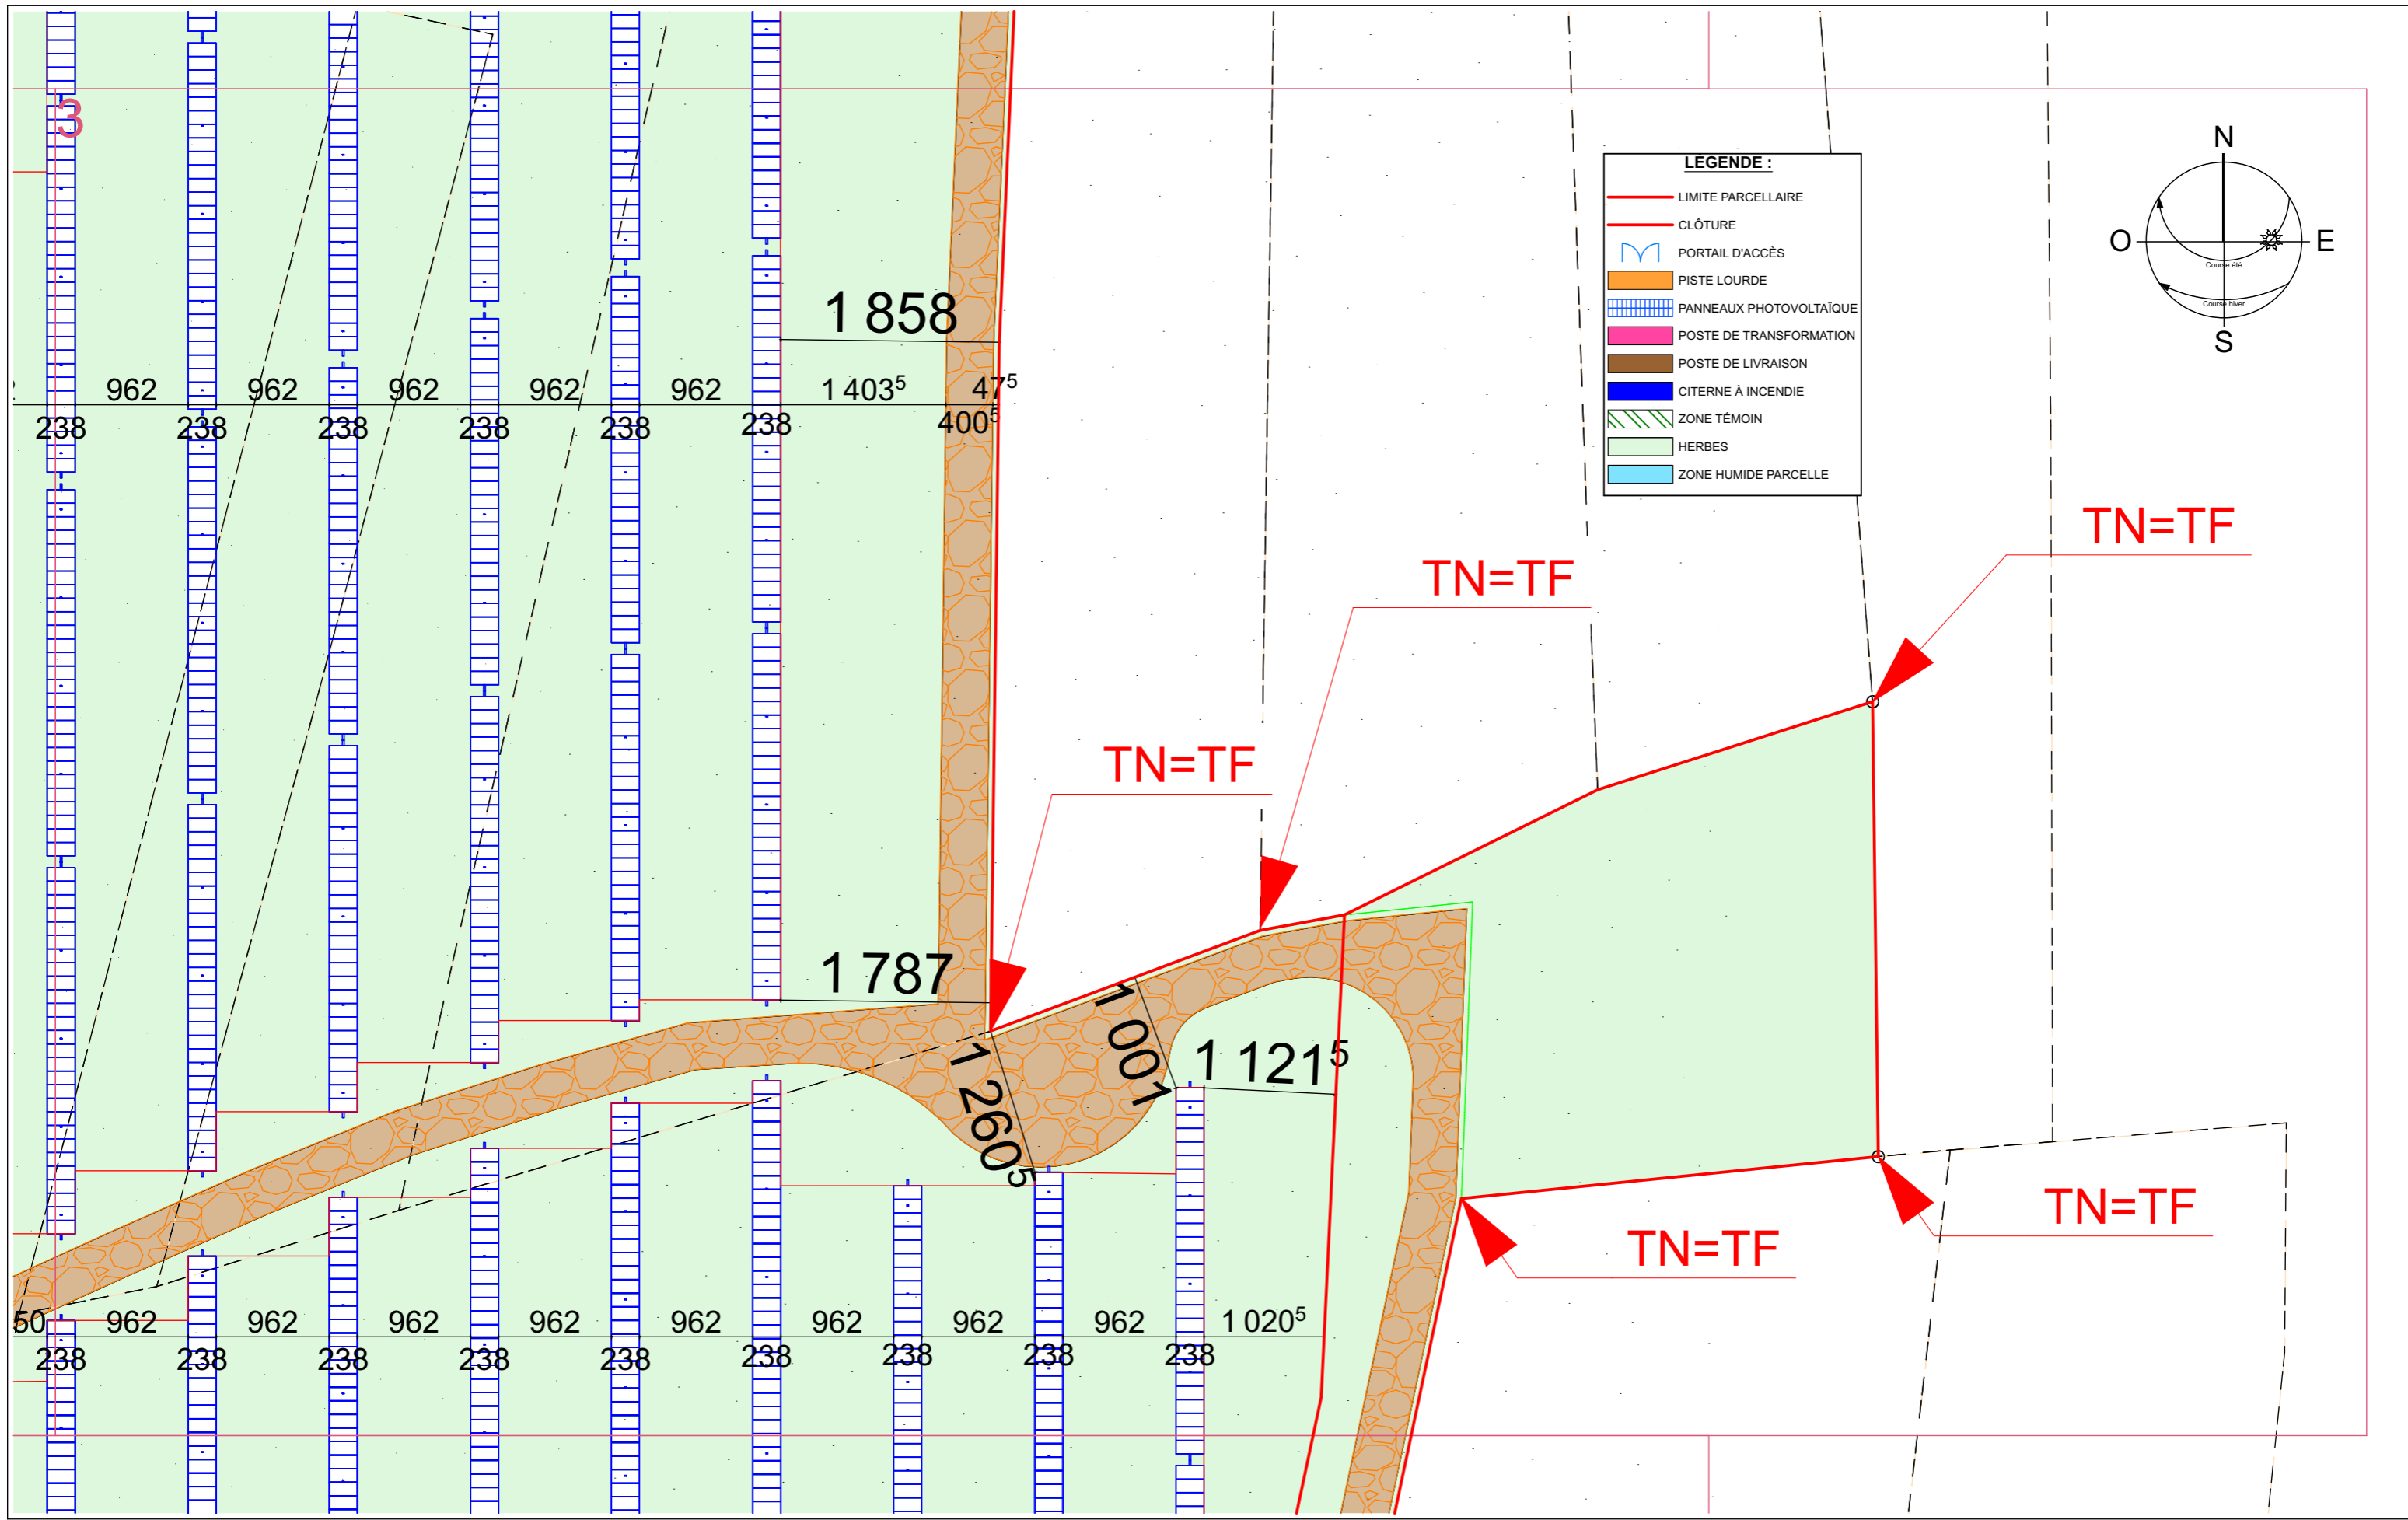 3
N
O
E
S
Course été
Course hiver
LÉGENDE :
LIMITE PARCELLAIRE
CLÔTURE
PORTAIL D'ACCÈS
PISTE LOURDE
PANNEAUX PHOTOVOLTAÏQUE
POSTE DE TRANSFORMATION
POSTE DE LIVRAISON
CITERNE À INCENDIE
ZONE TÉMOIN
HERBES
ZONE HUMIDE PARCELLE
1 858
962 962 962 962 962 1 403⁵ 47⁵
238 238 238 238 238 238 400⁵
TN=TF
TN=TF
TN=TF
1 787
1 260⁵
1 001
1 121⁵
TN=TF
TN=TF
50 962 962 962 962 962 962 962 962 1 020⁵
238 238 238 238 238 238 238 238 238